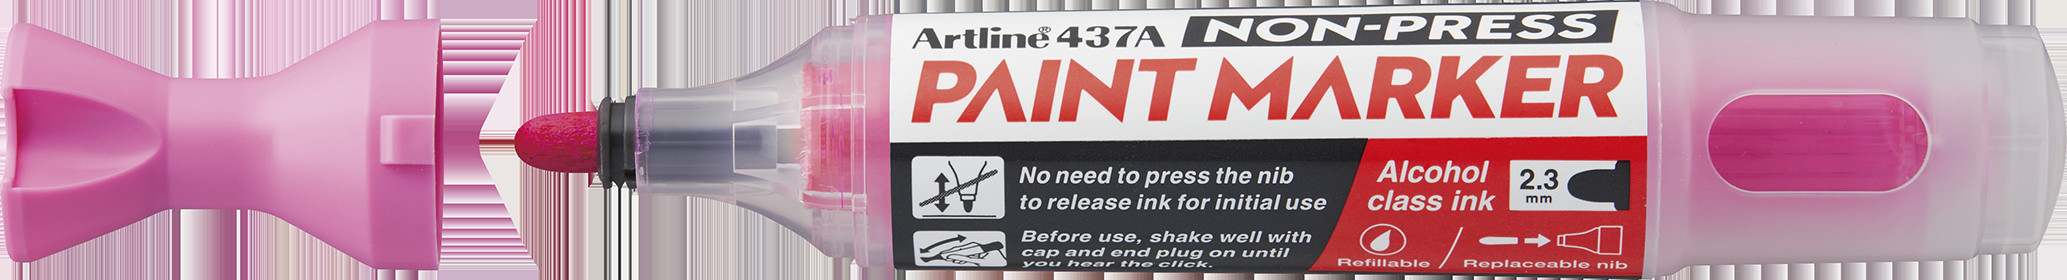 Artline® 437A NON-PRESS
PAINT MARKER
No need to press the nib
to release ink for initial use
Before use, shake well with
cap and end plug on until
you hear the click.
Alcohol
class ink
2.3
mm
Refillable / Replaceable nib